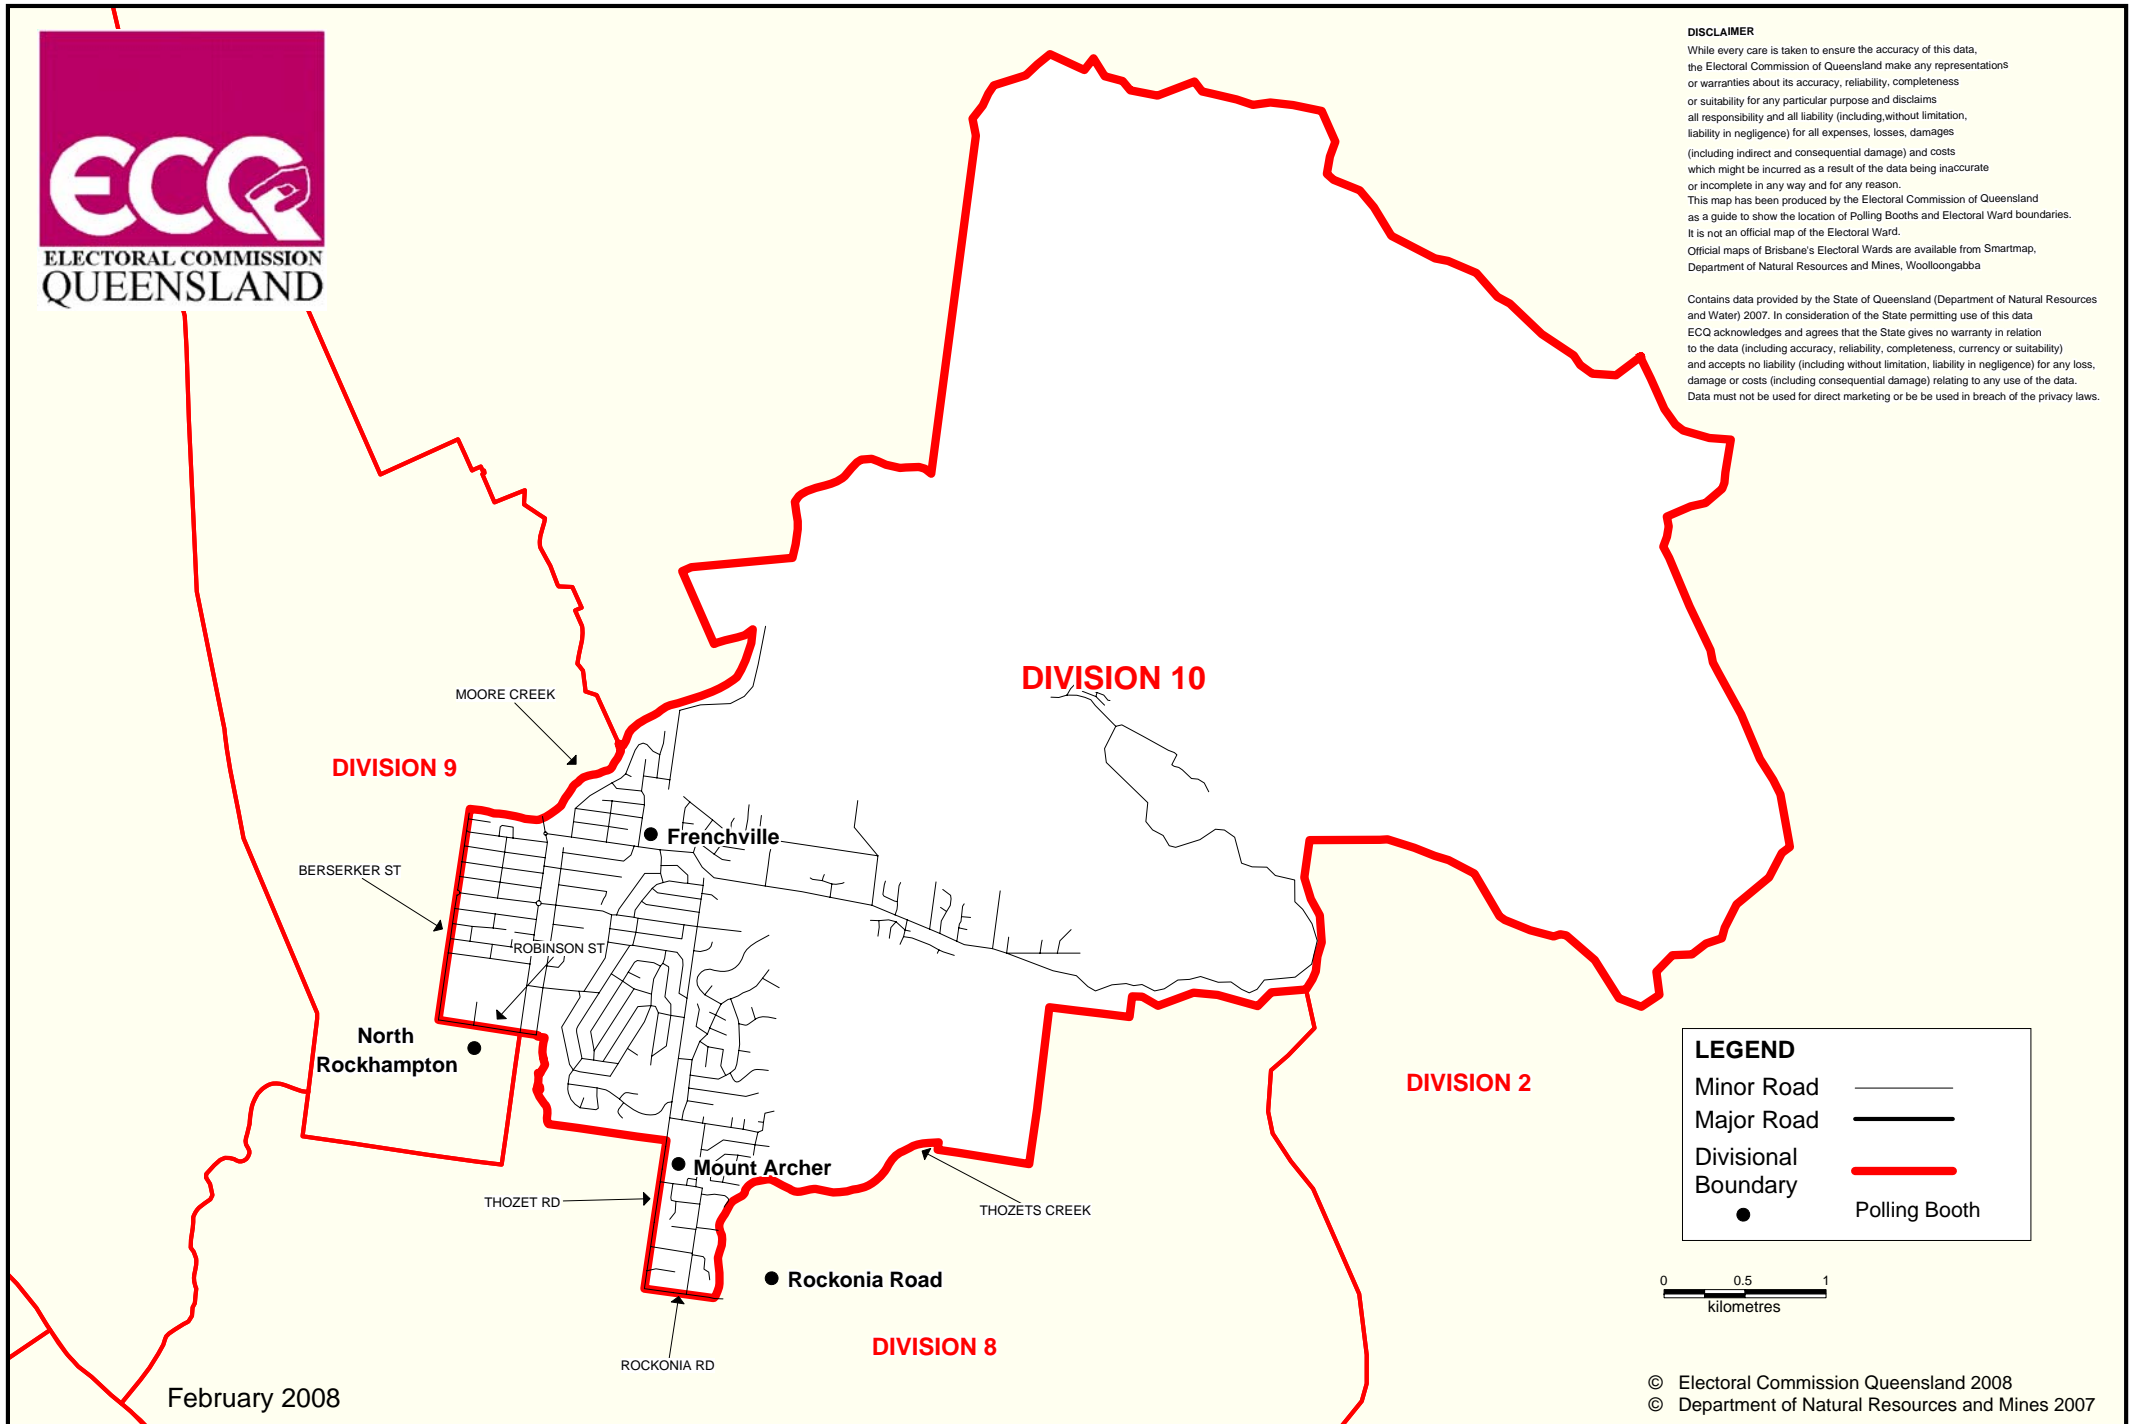 ECQ
ELECTORAL COMMISSION
QUEENSLAND
DISCLAIMER
While every care is taken to ensure the accuracy of this data,
the Electoral Commission of Queensland make any representations
or warranties about its accuracy, reliability, completeness
or suitability for any particular purpose and disclaims
all responsibility and all liability (including,without limitation,
liability in negligence) for all expenses, losses, damages
(including indirect and consequential damage) and costs
which might be incurred as a result of the data being inaccurate
or incomplete in any way and for any reason.
This map has been produced by the Electoral Commission of Queensland
as a guide to show the location of Polling Booths and Electoral Ward boundaries.
It is not an official map of the Electoral Ward.
Official maps of Brisbane's Electoral Wards are available from Smartmap,
Department of Natural Resources and Mines, Woolloongabba
Contains data provided by the State of Queensland (Department of Natural Resources
and Water) 2007. In consideration of the State permitting use of this data
ECQ acknowledges and agrees that the State gives no warranty in relation
to the data (including accuracy, reliability, completeness, currency or suitability)
and accepts no liability (including without limitation, liability in negligence) for any loss,
damage or costs (including consequential damage) relating to any use of the data.
Data must not be used for direct marketing or be be used in breach of the privacy laws.
DIVISION 10
MOORE CREEK
DIVISION 9
Frenchville
BERSERKER ST
ROBINSON ST
North
Rockhampton
DIVISION 2
Mount Archer
THOZET RD
THOZETS CREEK
Rockonia Road
DIVISION 8
ROCKONIA RD
LEGEND
Minor Road
Major Road
Divisional
Boundary
Polling Booth
0 0.5 1
kilometres
February 2008
© Electoral Commission Queensland 2008
© Department of Natural Resources and Mines 2007